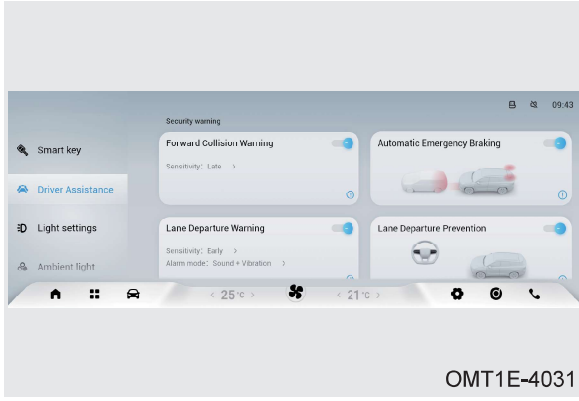 09:43
Security warning
Smart key
Driver Assistance
Light settings
Ambient light
Forward Collision Warning
Sensitivity: Late >
Automatic Emergency Braking
Lane Departure Warning
Sensitivity: Early >
Alarm mode: Sound + Vibration >
Lane Departure Prevention
< 25°C >
< 21°C >
OMT1E-4031